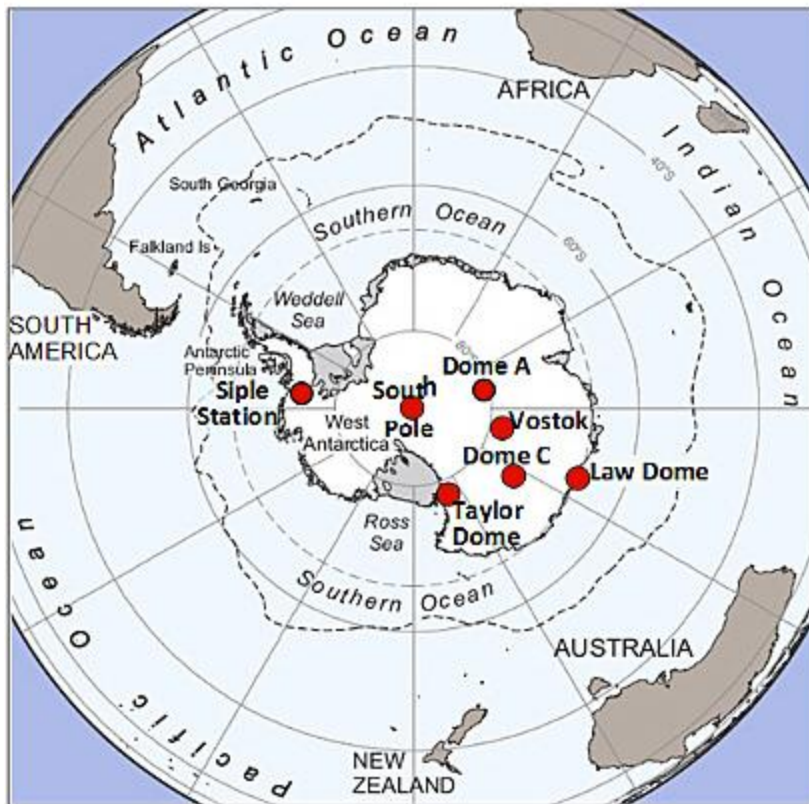 Atlantic Ocean
AFRICA
Indian Ocean
40°S
South Georgia
Southern Ocean
60°S
Falkland Is
Weddell
Sea
SOUTH
AMERICA
Antarctic
Peninsula
80°S
Dome A
Siple
Station
South
Pole
West
Antarctica
Vostok
Dome C
Law Dome
Taylor
Dome
Ross
Sea
Southern Ocean
AUSTRALIA
pacific Ocean
NEW
ZEALAND